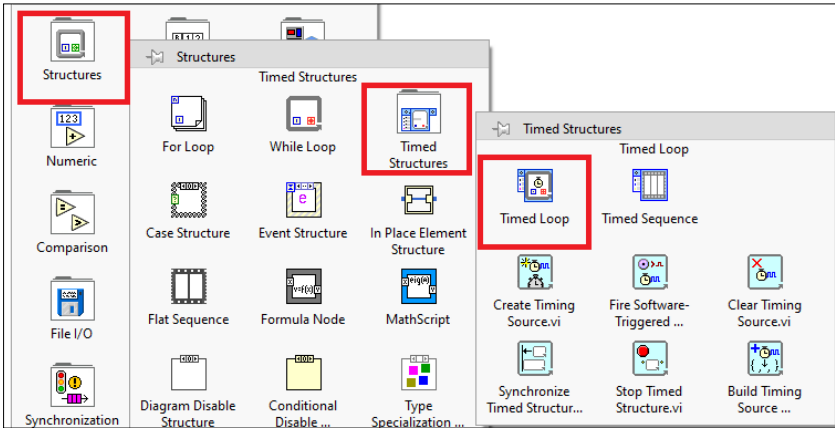 Structures
Numeric
Comparison
File I/O
Synchronization
Structures
Timed Structures
For Loop
While Loop
Timed
Structures
Case Structure
Event Structure
In Place Element
Structure
Flat Sequence
Formula Node
MathScript
Diagram Disable
Structure
Conditional
Disable ...
Type
Specialization ...
Timed Structures
Timed Loop
Timed Loop
Timed Sequence
Create Timing
Source.vi
Fire Software-
Triggered ...
Clear Timing
Source.vi
Synchronize
Timed Structur...
Stop Timed
Structure.vi
Build Timing
Source ...